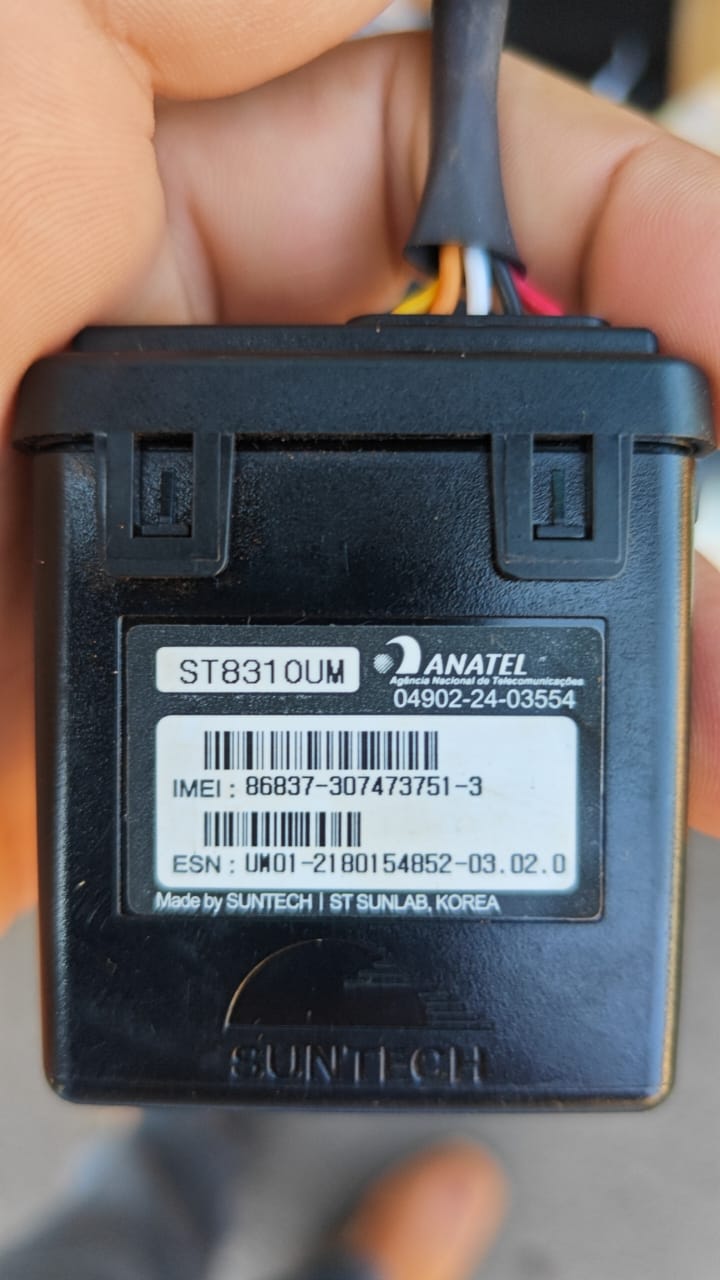 ST8310UM
ANATEL
Agência Nacional de Telecomunicações
04902-24-03554
IMEI : 86837-307473751-3
ESN : UM01-2180154852-03.02.0
Made by SUNTECH | ST SUNLAB, KOREA
SUNTECH